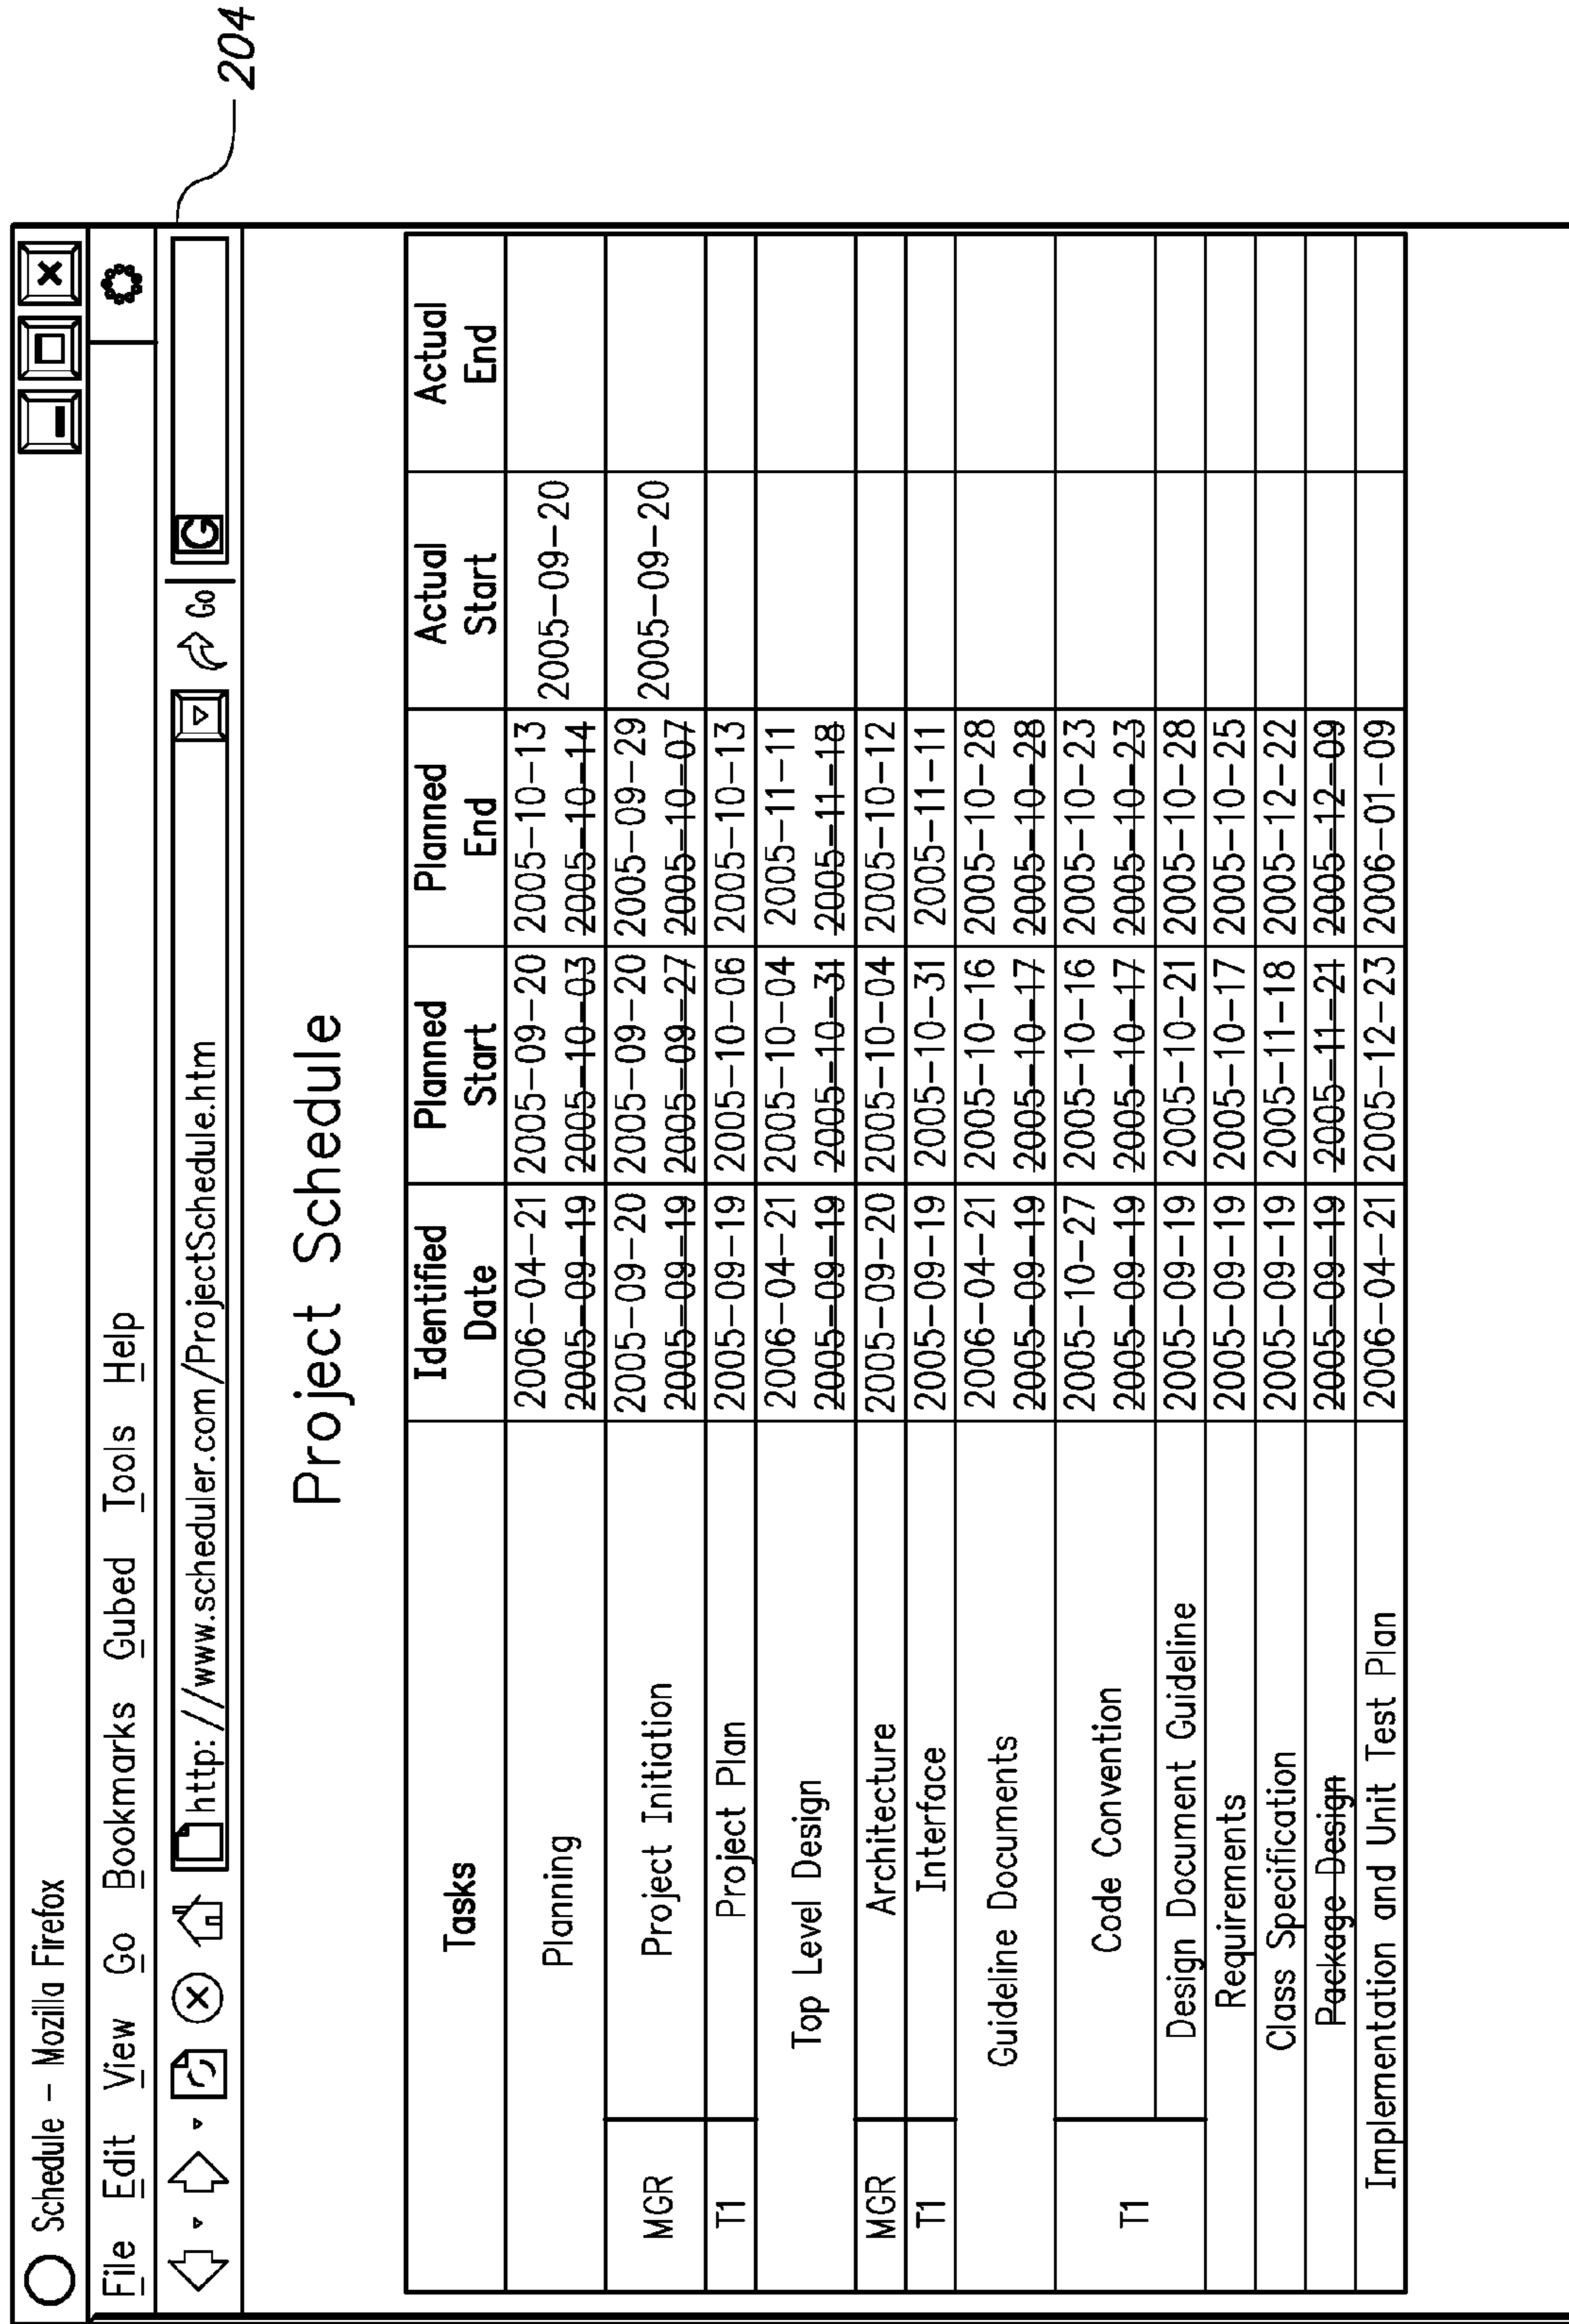 204
Schedule – Mozilla Firefox
File Edit View Go Bookmarks Gubed Tools Help
http://www.scheduler.com/ProjectSchedule.htm Go G
Project Schedule
Tasks Identified Date Planned Start Planned End Actual Start Actual End
Planning 2006–04–21 2005–09–20 2005–10–13 2005–09–20
2005–09–19 2005–10–03 2005–10–14
MGR Project Initiation 2005–09–20 2005–09–20 2005–09–29 2005–09–20
2005–09–19 2005–09–27 2005–10–07
T1 Project Plan 2005–09–19 2005–10–06 2005–10–13
Top Level Design 2006–04–21 2005–10–04 2005–11–11
2005–09–19 2005–10–31 2005–11–18
MGR Architecture 2005–09–20 2005–10–04 2005–10–12
T1 Interface 2005–09–19 2005–10–31 2005–11–11
Guideline Documents 2006–04–21 2005–10–16 2005–10–28
2005–09–19 2005–10–17 2005–10–28
T1 Code Convention 2005–10–27 2005–10–16 2005–10–23
2005–09–19 2005–10–17 2005–10–23
Design Document Guideline 2005–09–19 2005–10–21 2005–10–28
Requirements 2005–09–19 2005–10–17 2005–10–25
Class Specification 2005–09–19 2005–11–18 2005–12–22
Package Design 2005–09–19 2005–11–21 2005–12–09
Implementation and Unit Test Plan 2006–04–21 2005–12–23 2006–01–09